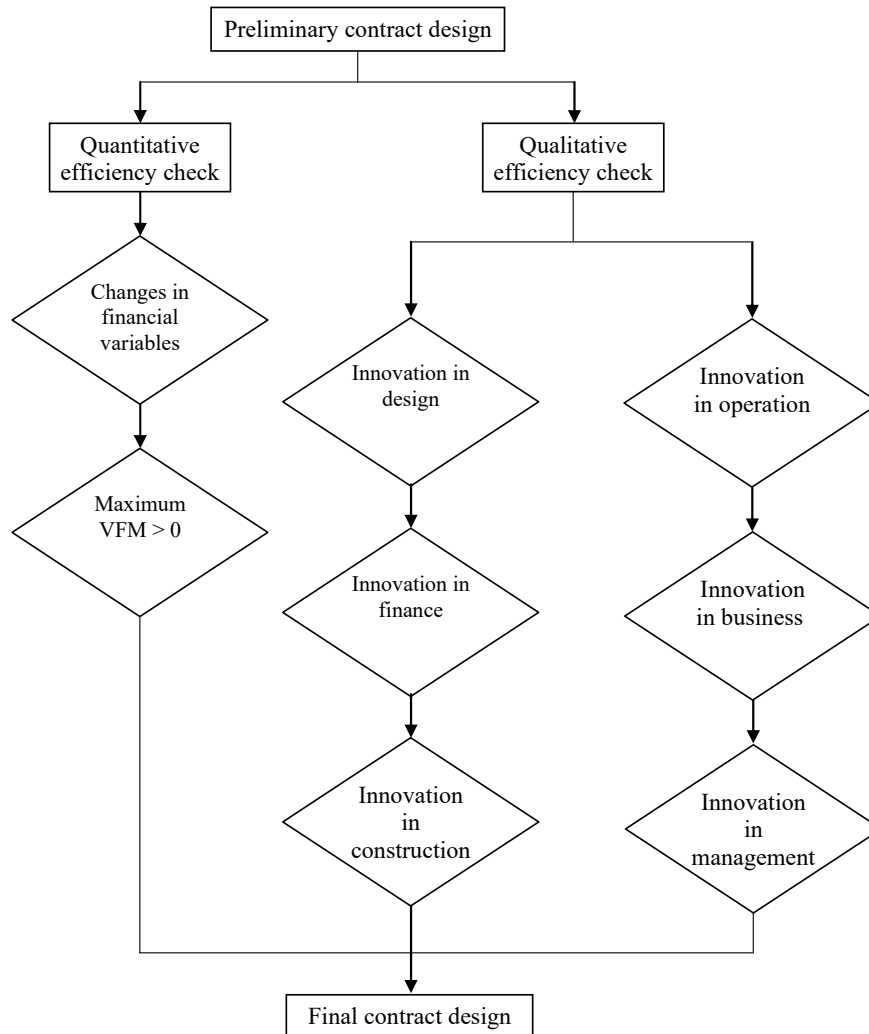 Preliminary contract design
Quantitative
efficiency check
Qualitative
efficiency check
Changes in
financial
variables
Maximum
VFM > 0
Innovation in
design
Innovation in
finance
Innovation
in
construction
Innovation
in operation
Innovation
in business
Innovation
in
management
Final contract design